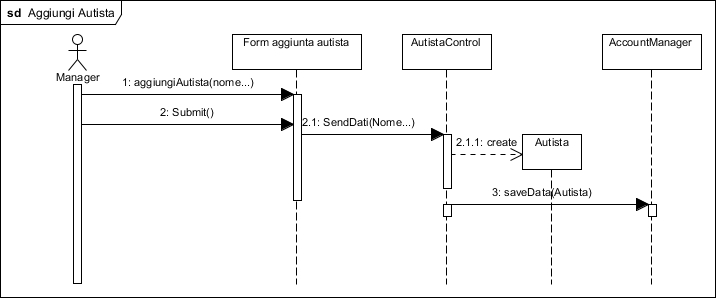 sd Aggiungi Autista
Form aggiunta autista
AutistaControl
AccountManager
Manager
1: aggiungiAutista(nome...)
2: Submit()
2.1: SendDati(Nome...)
2.1.1: create
Autista
3: saveData(Autista)